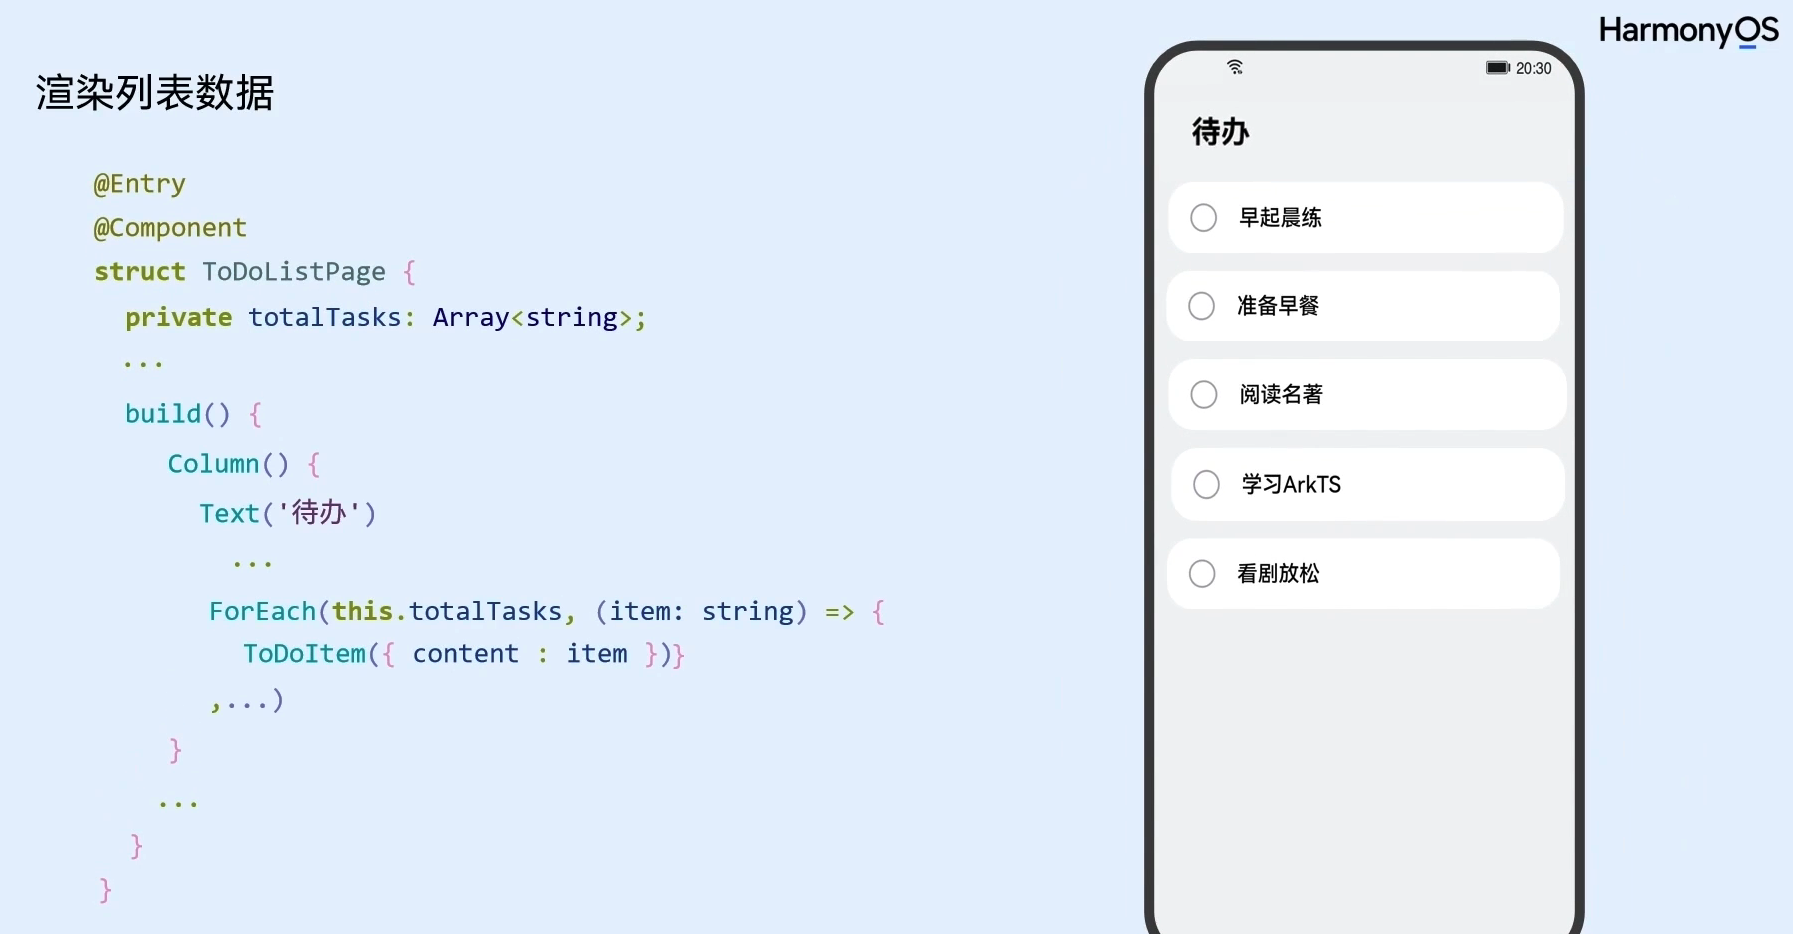 HarmonyOS
渲染列表数据
@Entry
@Component
struct ToDoListPage {
private totalTasks: Array<string>;
...
build() {
Column() {
Text('待办')
...
ForEach(this.totalTasks, (item: string) => {
ToDoItem({ content : item })}
,...)
}
...
}
}
20:30
待办
早起晨练
准备早餐
阅读名著
学习ArkTS
看剧放松